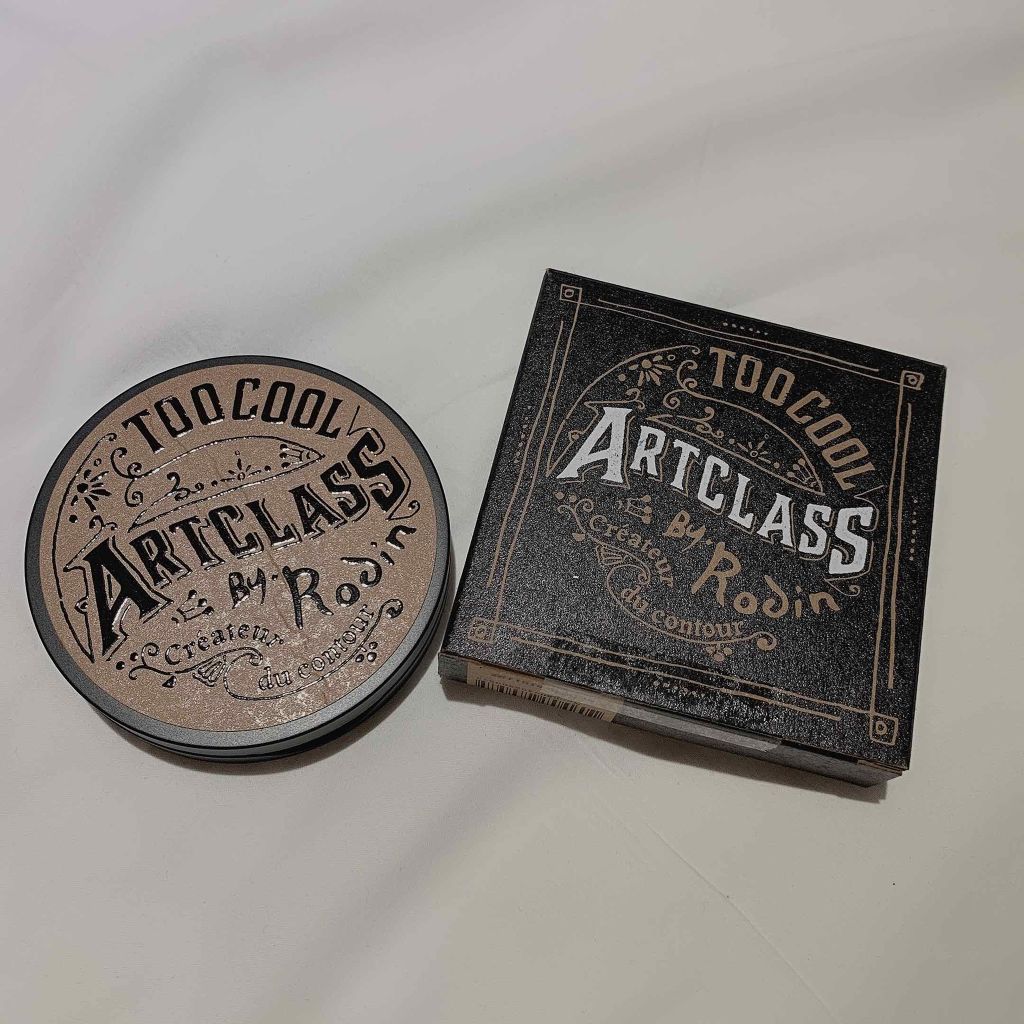 TOO COOL
ARTCLASS
BY. Rodin
Créateur
du contour
TOO COOL
ARTCLASS
BY. Rodin
Créateur
du contour